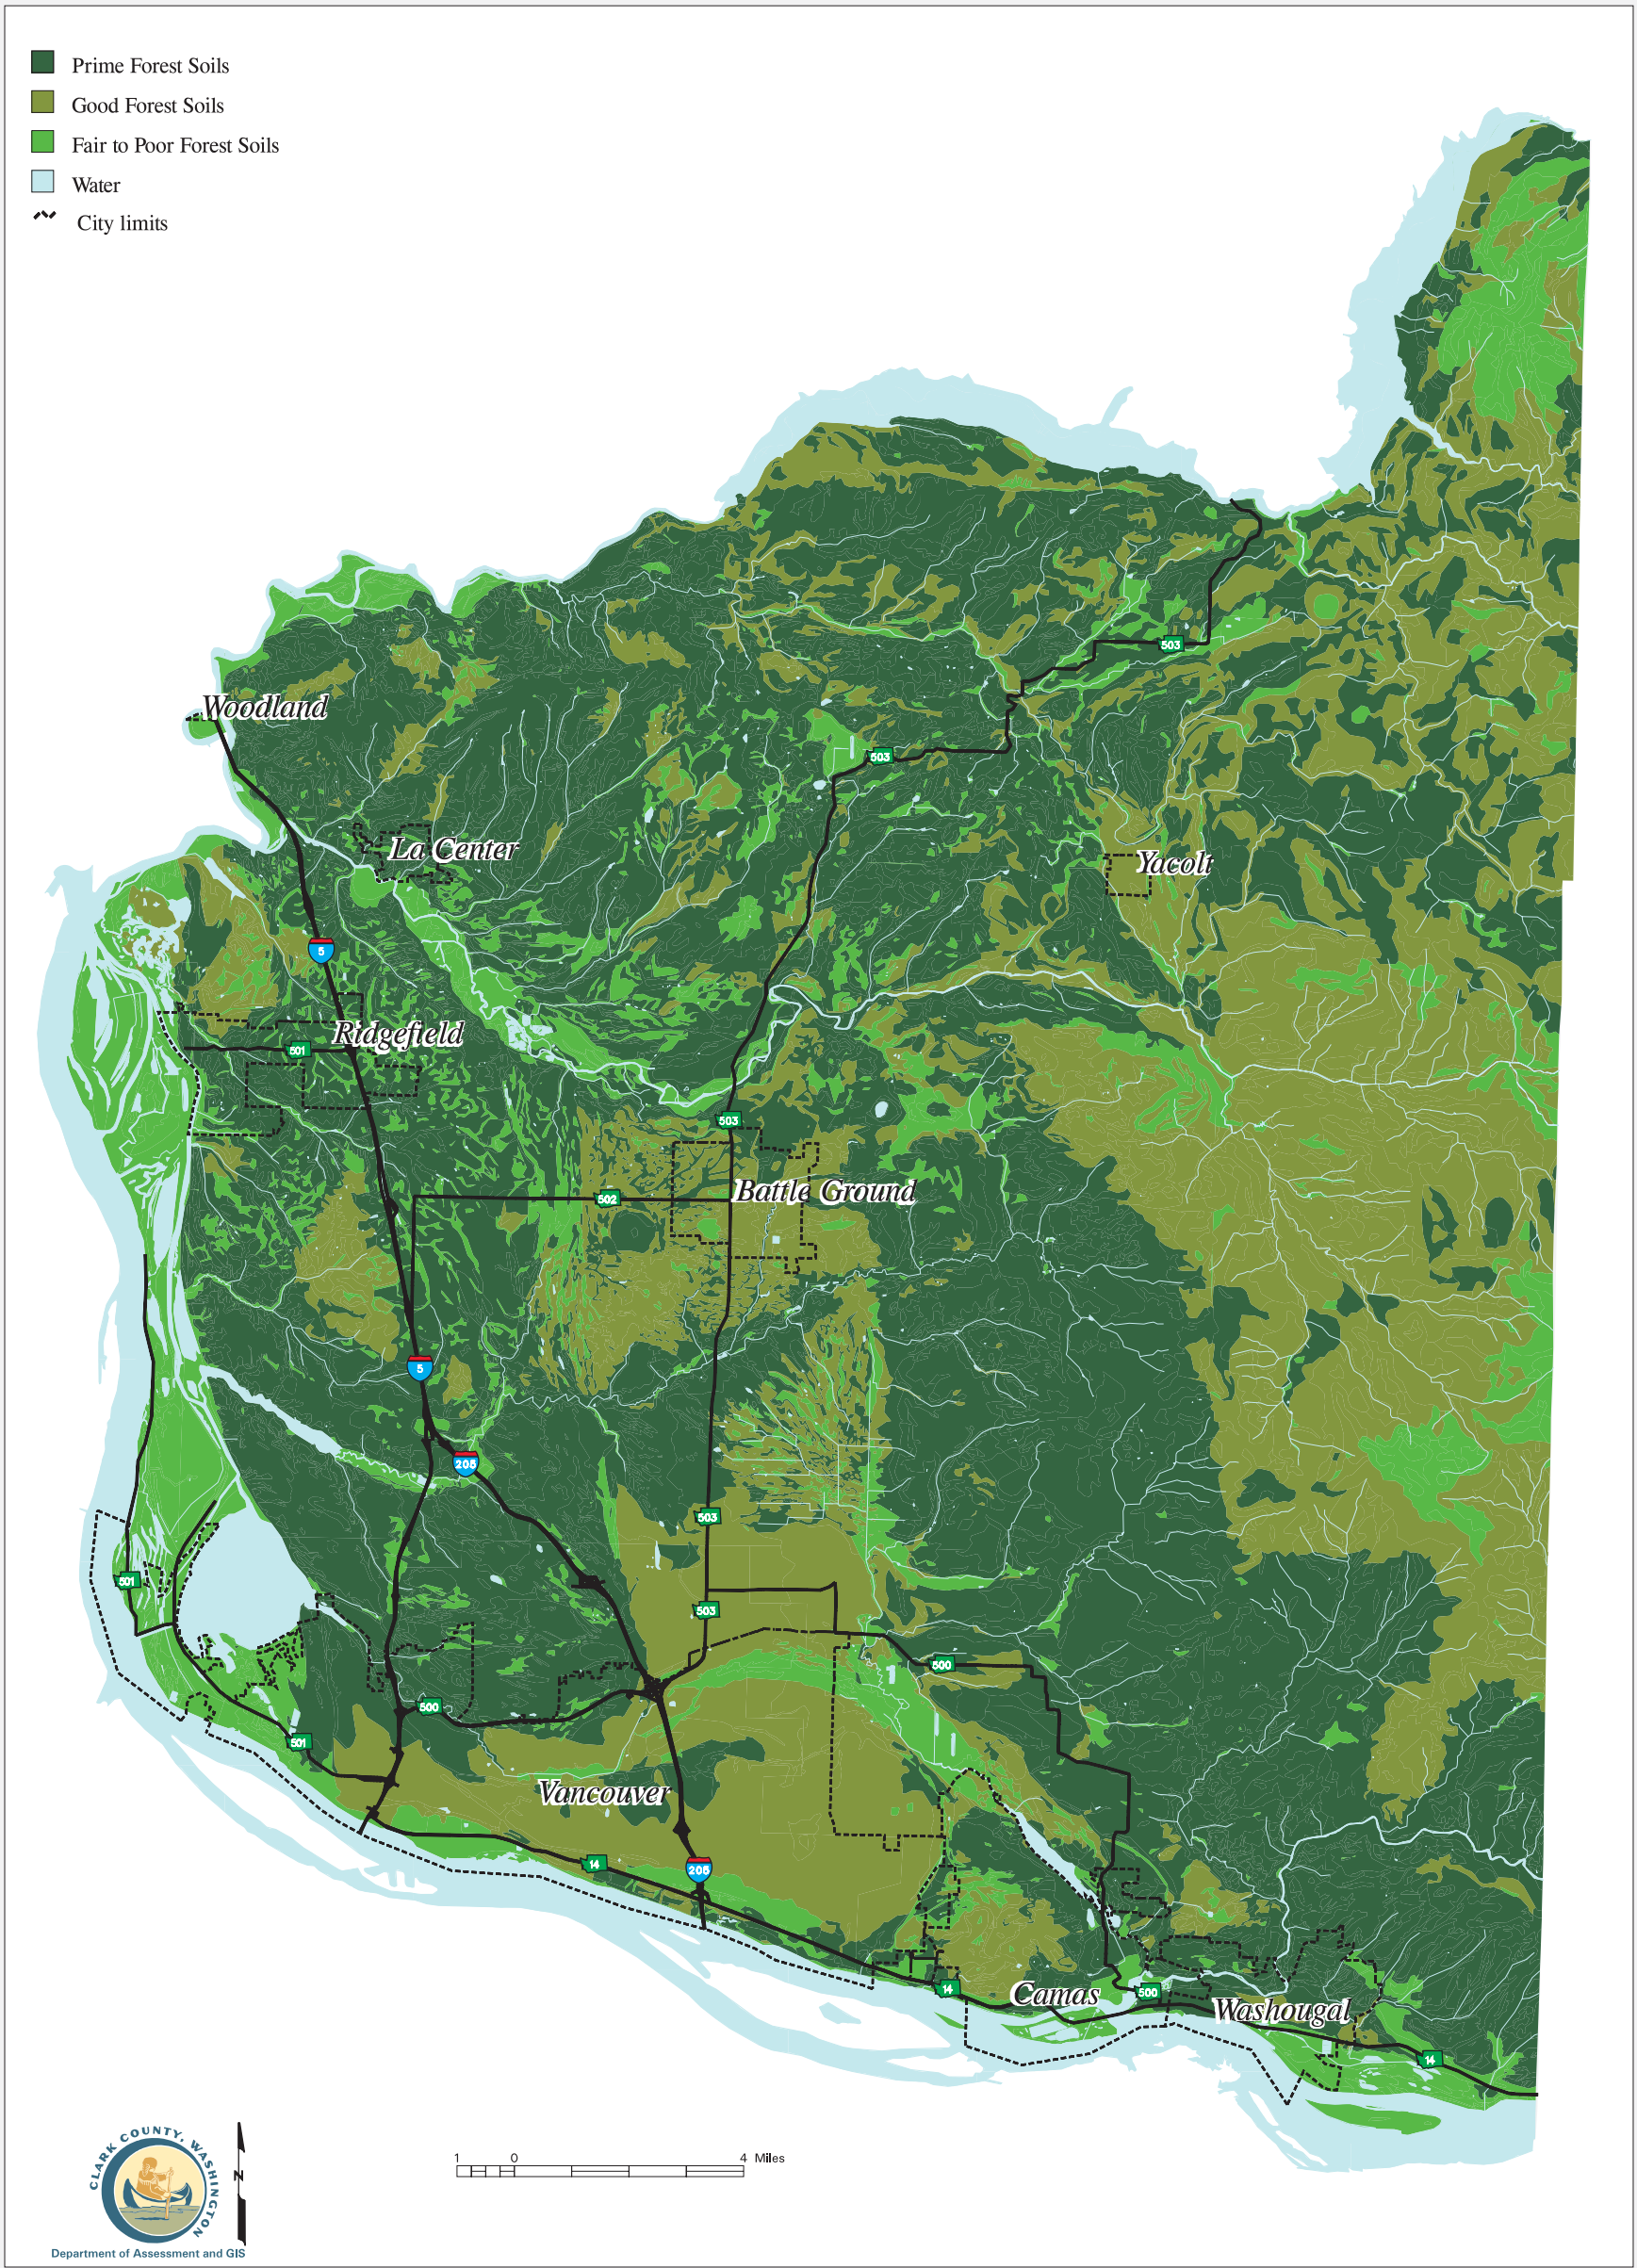 Prime Forest Soils
Good Forest Soils
Fair to Poor Forest Soils
Water
City limits
503
Woodland
503
La Center
Yacolt
5
Ridgefield
501
503
Battle Ground
502
5
205
503
501
503
500
500
501
Vancouver
14
205
14
Camas
500
Washougal
14
CLARK COUNTY, WASHINGTON
N
1 0 4 Miles
Department of Assessment and GIS